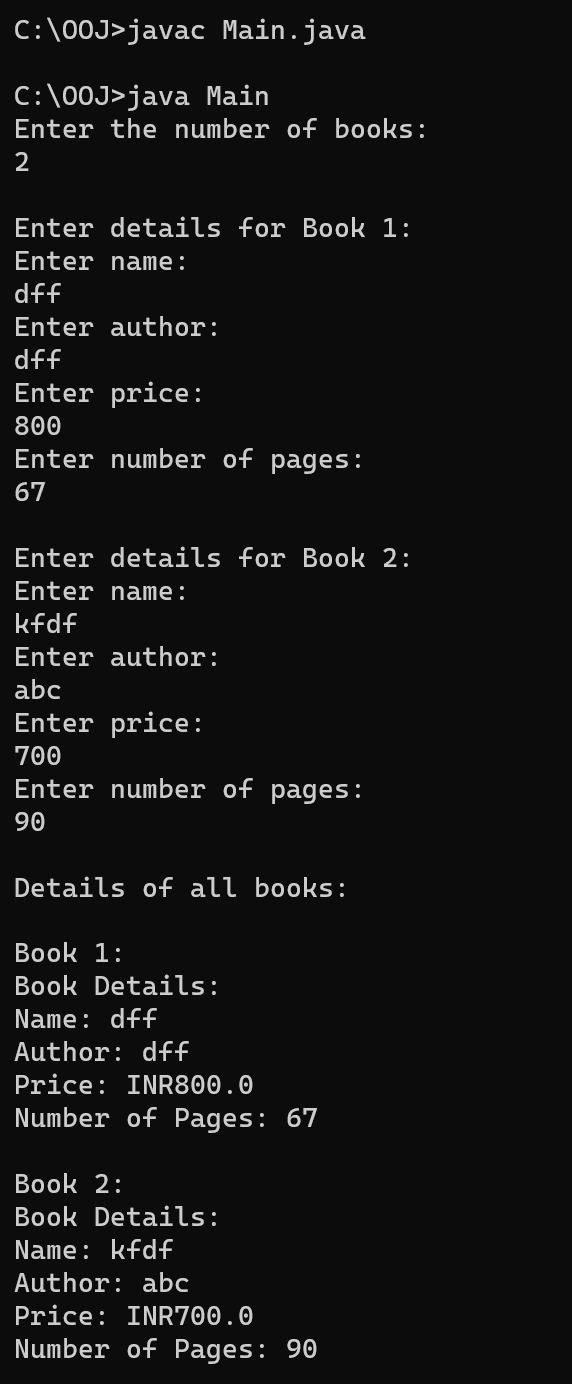 C:\OOJ>javac Main.java
C:\OOJ>java Main
Enter the number of books:
2
Enter details for Book 1:
Enter name:
dff
Enter author:
dff
Enter price:
800
Enter number of pages:
67
Enter details for Book 2:
Enter name:
kfdf
Enter author:
abc
Enter price:
700
Enter number of pages:
90
Details of all books:
Book 1:
Book Details:
Name: dff
Author: dff
Price: INR800.0
Number of Pages: 67
Book 2:
Book Details:
Name: kfdf
Author: abc
Price: INR700.0
Number of Pages: 90